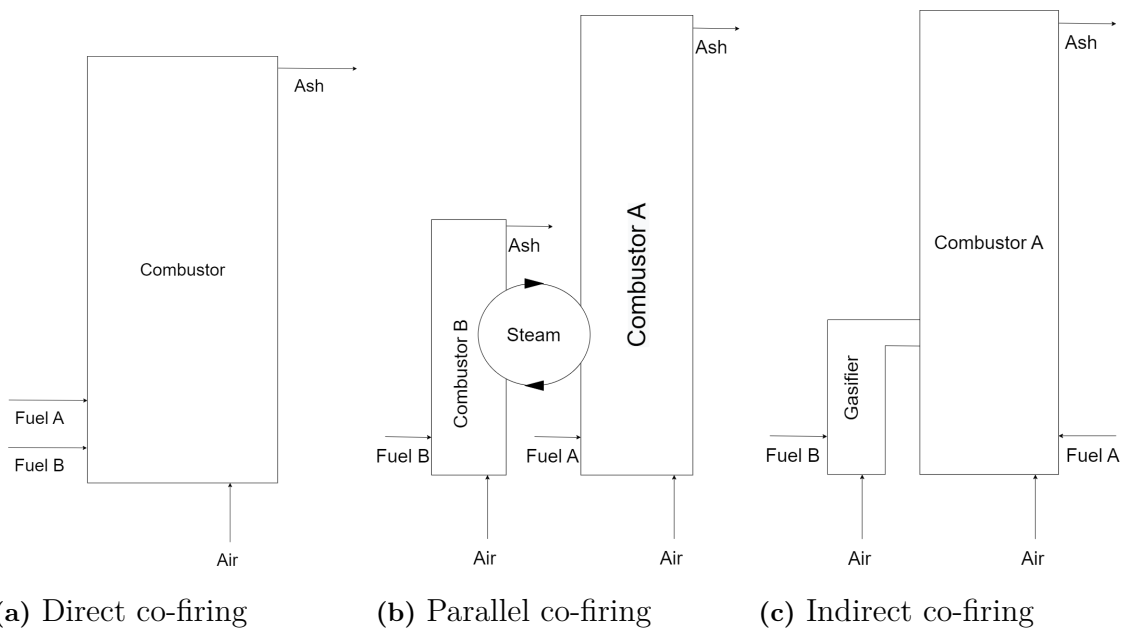 Ash
Combustor
Fuel A
Fuel B
Air
(a) Direct co-firing
Ash
Combustor B
Steam
Fuel B
Air
Ash
Combustor A
Fuel A
Air
(b) Parallel co-firing
Ash
Combustor A
Gasifier
Fuel B
Fuel A
Air
Air
(c) Indirect co-firing